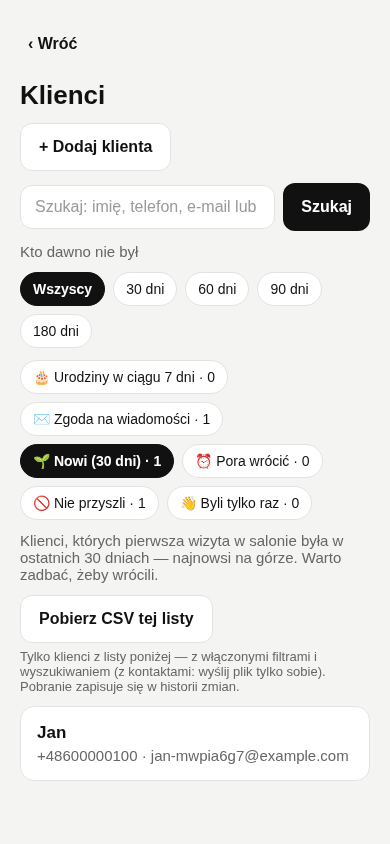 ‹ Wróć
Klienci
+ Dodaj klienta
Szukaj: imię, telefon, e-mail lub
Szukaj
Kto dawno nie był
Wszyscy 30 dni 60 dni 90 dni
180 dni
🎂 Urodziny w ciągu 7 dni · 0
✉️ Zgoda na wiadomości · 1
🌱 Nowi (30 dni) · 1 ⏰ Pora wrócić · 0
🚫 Nie przyszli · 1 👋 Byli tylko raz · 0
Klienci, których pierwsza wizyta w salonie była w
ostatnich 30 dniach — najnowsi na górze. Warto
zadbać, żeby wrócili.
Pobierz CSV tej listy
Tylko klienci z listy poniżej — z włączonymi filtrami i
wyszukiwaniem (z kontaktami: wyślij plik tylko sobie).
Pobranie zapisuje się w historii zmian.
Jan
+48600000100 · jan-mwpia6g7@example.com